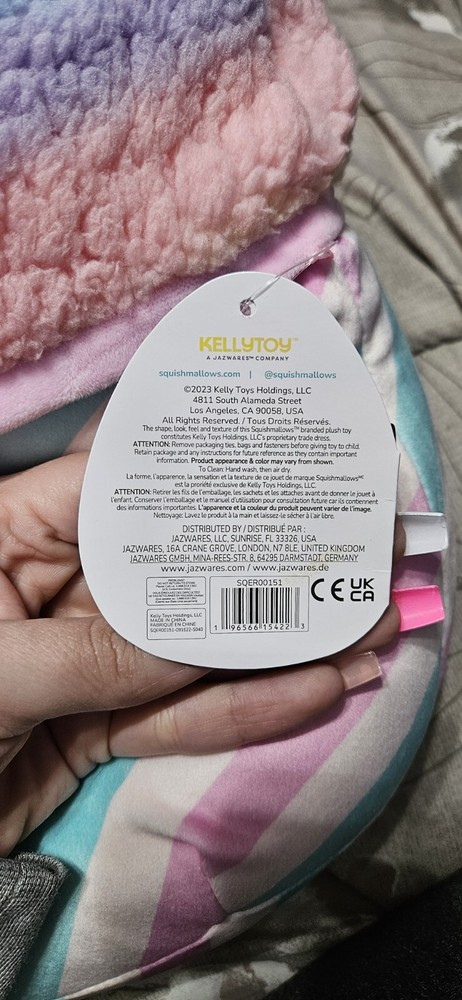 KELLYTOY™
A JAZWARES™ COMPANY
squishmallows.com | @squishmallows
©2023 Kelly Toys Holdings, LLC
4811 South Alameda Street
Los Angeles, CA 90058, USA
All Rights Reserved. / Tous Droits Réservés.
The shape, look, feel and texture of this Squishmallows™ branded plush toy
constitutes Kelly Toys Holdings, LLC's proprietary trade dress.
ATTENTION: Remove packaging ties, bags and fasteners before giving toy to child.
Retain package and any instructions for future reference as they contain important
information. Product appearance & color may vary from shown.
To Clean: Hand wash, then air dry.
La forme, l'apparence, la sensation et la texture de ce jouet de marque Squishmallowsᴹᶜ
est la propriété exclusive de Kelly Toys Holdings, LLC.
ATTENTION: Retirer les fils de l'emballage, les sachets et les attaches avant de donner le jouet à
l'enfant. Conserver l'emballage et le manuel d'utilisation pour consultation future car ils contiennent
des informations importantes. L'apparence et la couleur du produit peuvent varier de l'image.
Nettoyage: Lavez le produit à la main et laissez-le sécher à l'air libre.
DISTRIBUTED BY / DISTRIBUÉ PAR :
JAZWARES, LLC, SUNRISE, FL 33326, USA
JAZWARES, 16A CRANE GROVE, LONDON, N7 8LE, UNITED KINGDOM
JAZWARES GMBH, MINA-REES-STR. 8, 64295 DARMSTADT, GERMANY
www.jazwares.com / www.jazwares.de
Kelly Toy Holdings, LLC
MADE IN CHINA
FABRIQUÉ EN CHINE
SQER00151
1 96566 15422 3
CE UK
CA